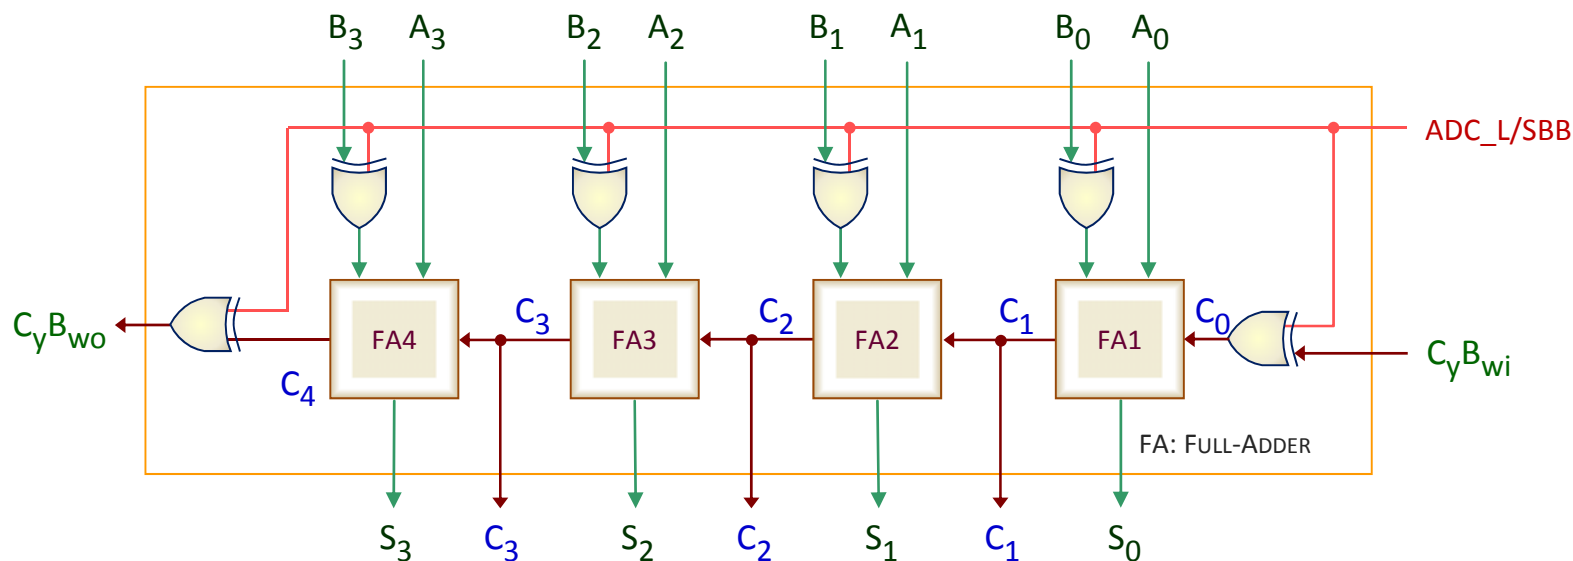 B3 A3 B2 A2 B1 A1 B0 A0
ADC_L/SBB
CyBwo FA4 C3 FA3 C2 FA2 C1 FA1 C0 CyBwi
C4
FA: FULL-ADDER
S3 C3 S2 C2 S1 C1 S0